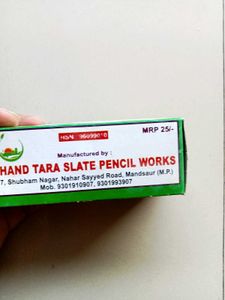 HSN: 96099010 MRP 25/-
Manufactured by :
HAND TARA SLATE PENCIL WORKS
7, Shubham Nagar, Nahar Sayyed Road, Mandsaur (M.P.)
Mob. 9301910907, 9301993907